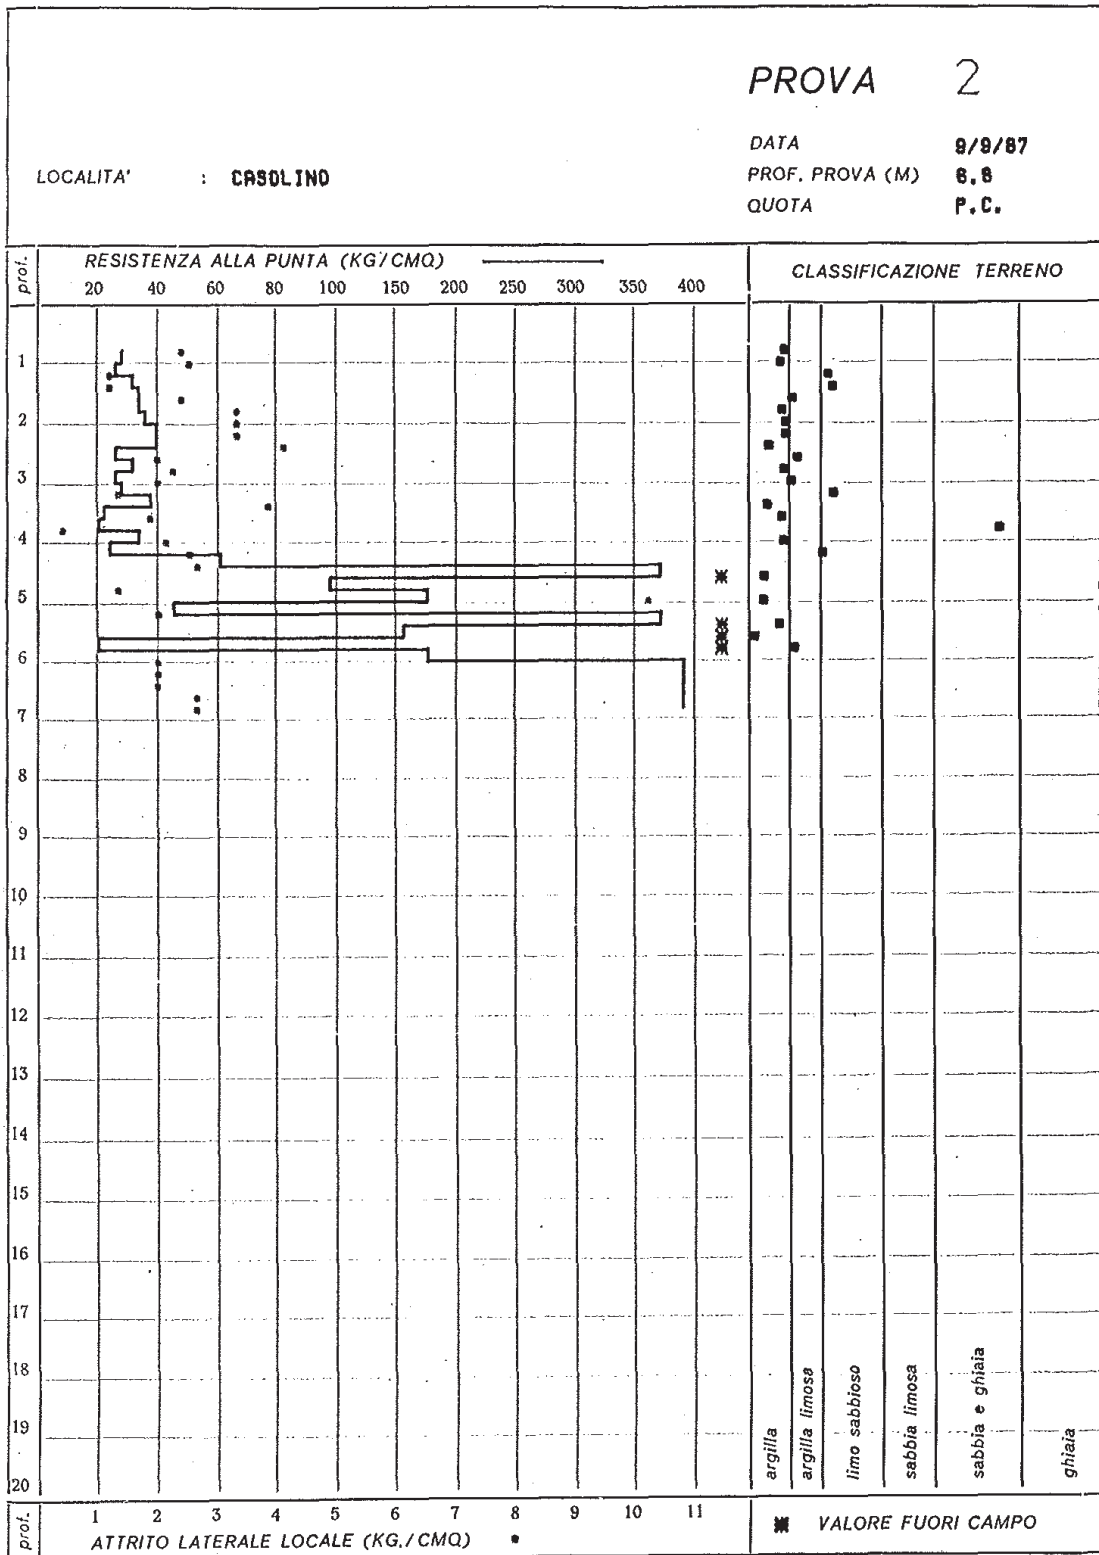 PROVA 2
DATA 9/9/87
LOCALITA' : CASOLINO
PROF. PROVA (M) 6.8
QUOTA P.C.
prof.
RESISTENZA ALLA PUNTA (KG/CMQ)
20 40 60 80 100 100 150 200 250 300 350 400
CLASSIFICAZIONE TERRENO
1
2
3
4
5
6
7
8
9
10
11
12
13
14
15
16
17
18
19
20
argilla
argilla limosa
limo sabbioso
sabbia limosa
sabbia e ghiaia
ghiaia
prof.
1 2 3 4 5 6 7 8 9 10 11
ATTRITO LATERALE LOCALE (KG./CMQ)
VALORE FUORI CAMPO